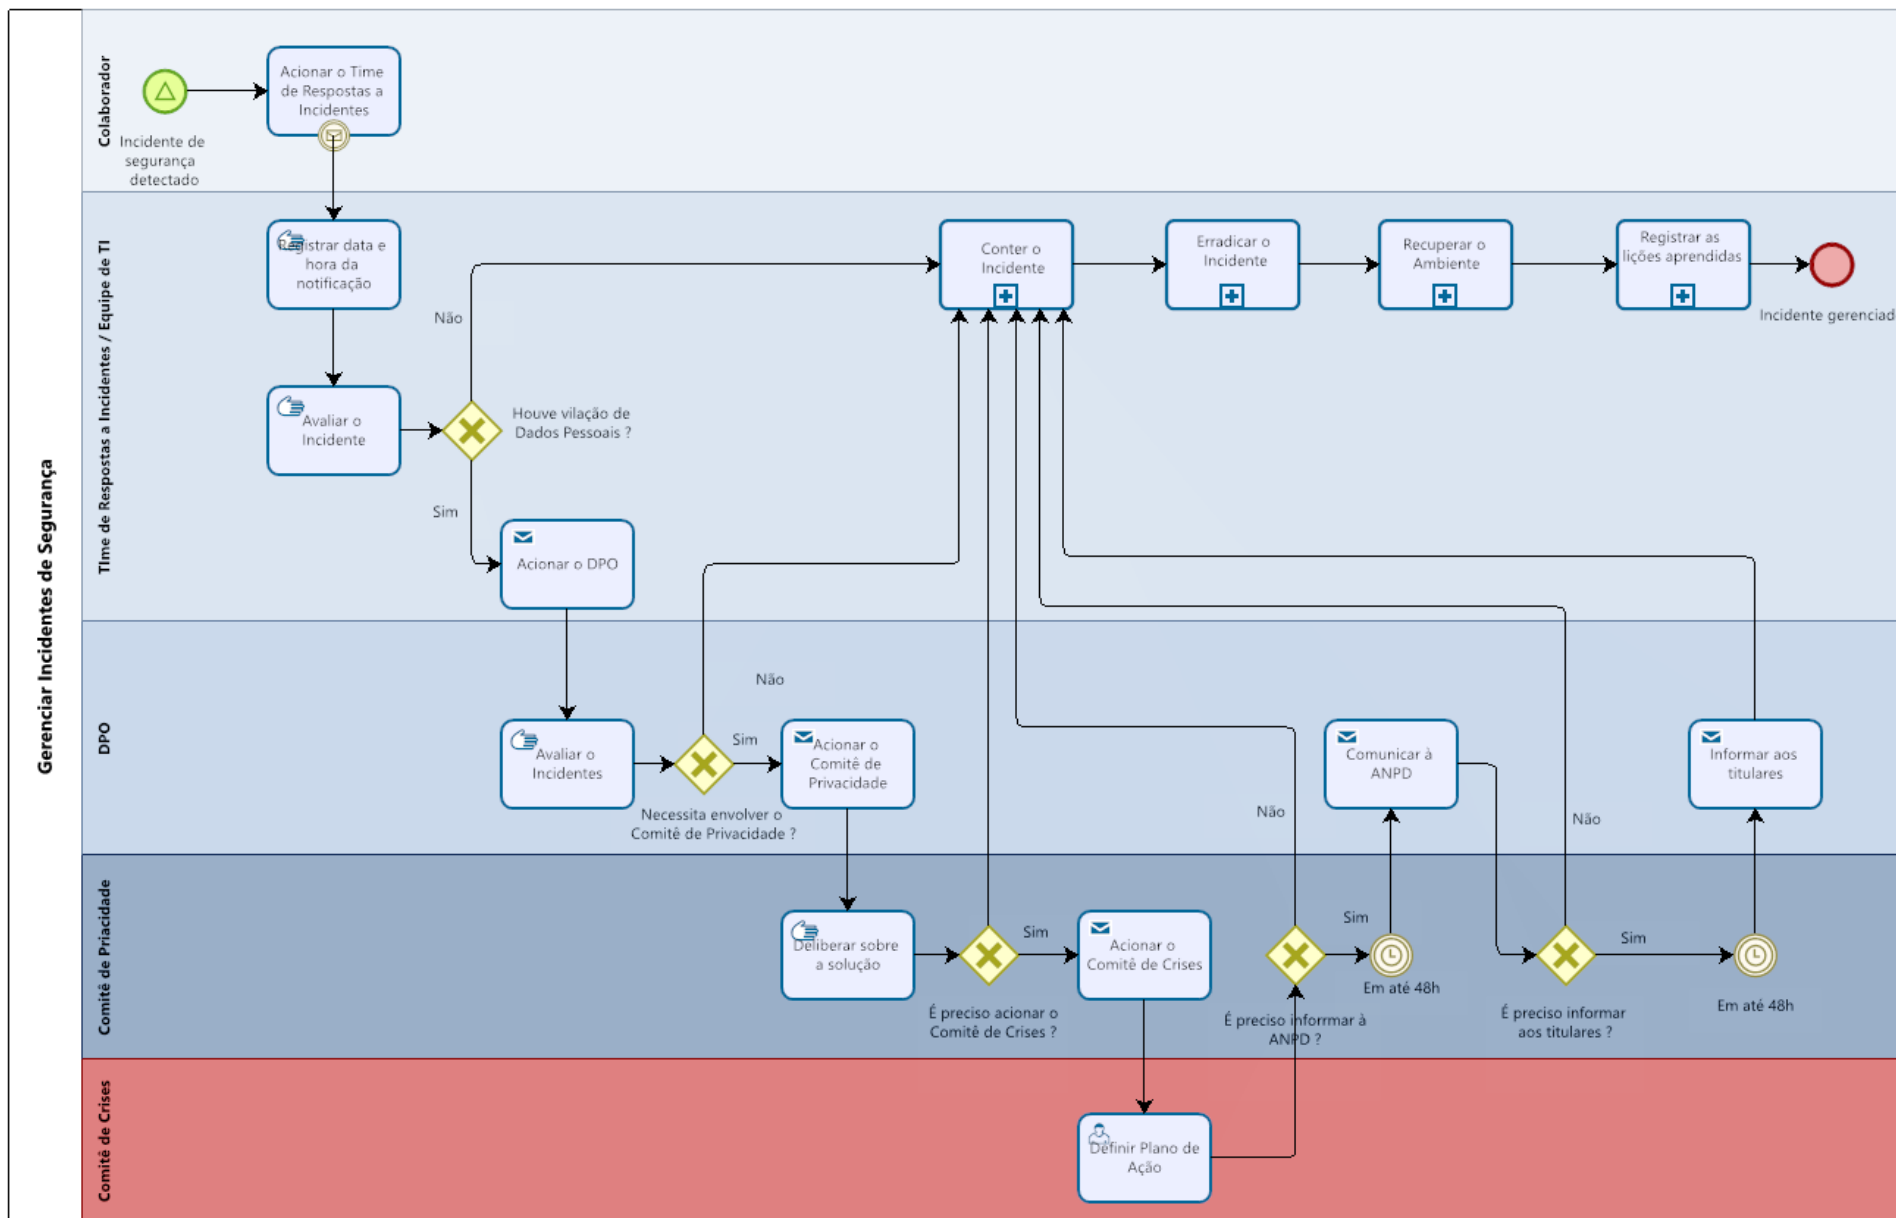 Gerenciar Incidentes de Segurança
Colaborador
Incidente de
segurança
detectado
Acionar o Time
de Respostas a
Incidentes
TIme de Respostas a Incidentes / Equipe de TI
Registrar data e
hora da
notificação
Avaliar o
Incidente
Não
Houve vilação de
Dados Pessoais ?
Sim
Acionar o DPO
Conter o
Incidente
Erradicar o
Incidente
Recuperar o
Ambiente
Registrar as
lições aprendidas
Incidente gerenciad
DPO
Avaliar o
Incidentes
Não
Sim
Necessita envolver o
Comitê de Privacidade ?
Acionar o
Comitê de
Privacidade
Não
Comunicar à
ANPD
Não
Informar aos
titulares
Comitê de Priacidade
Deliberar sobre
a solução
Sim
É preciso acionar o
Comitê de Crises ?
Acionar o
Comitê de Crises
Sim
É preciso inforrmar à
ANPD ?
Em até 48h
Sim
É preciso informar
aos titulares ?
Em até 48h
Comitê de Crises
Definir Plano de
Ação